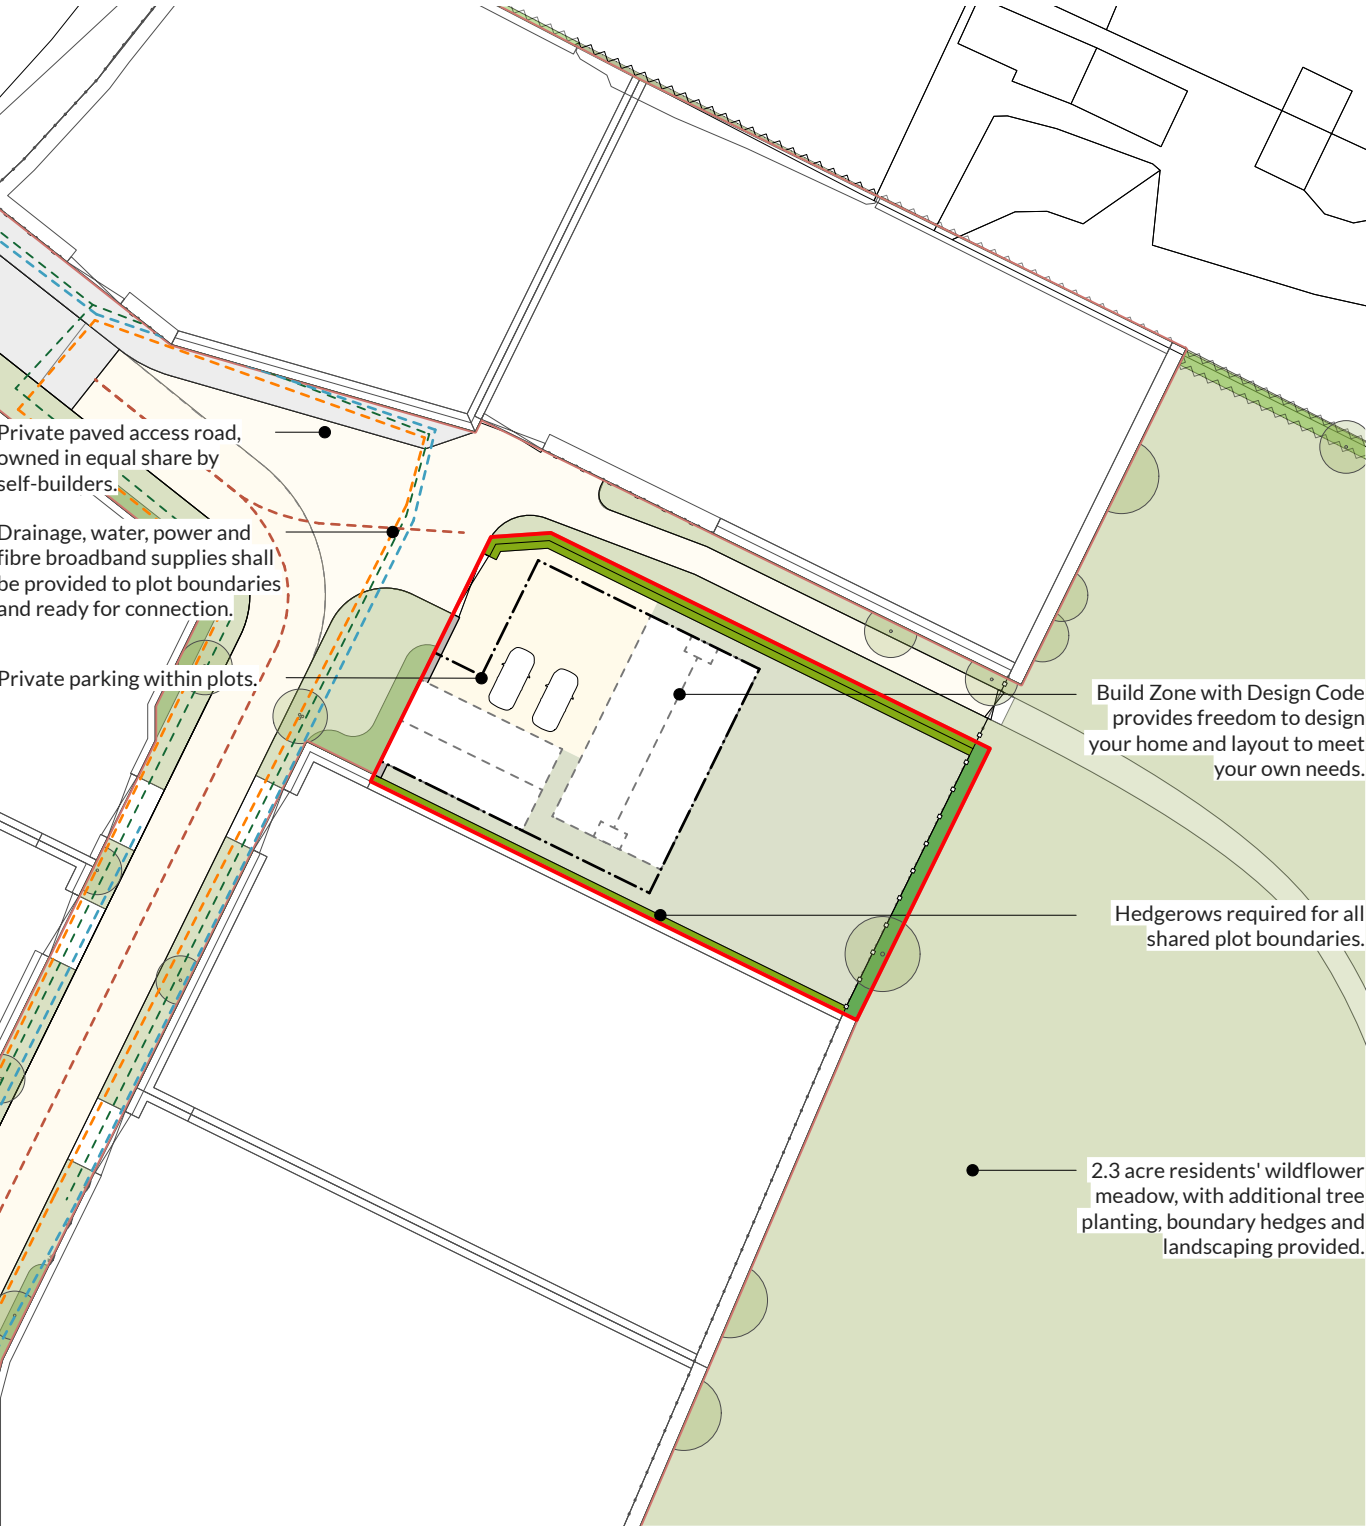 Private paved access road,
owned in equal share by
self-builders.
Drainage, water, power and
fibre broadband supplies shall
be provided to plot boundaries
and ready for connection.
Private parking within plots.
Build Zone with Design Code
provides freedom to design
your home and layout to meet
your own needs.
Hedgerows required for all
shared plot boundaries.
2.3 acre residents' wildflower
meadow, with additional tree
planting, boundary hedges and
landscaping provided.